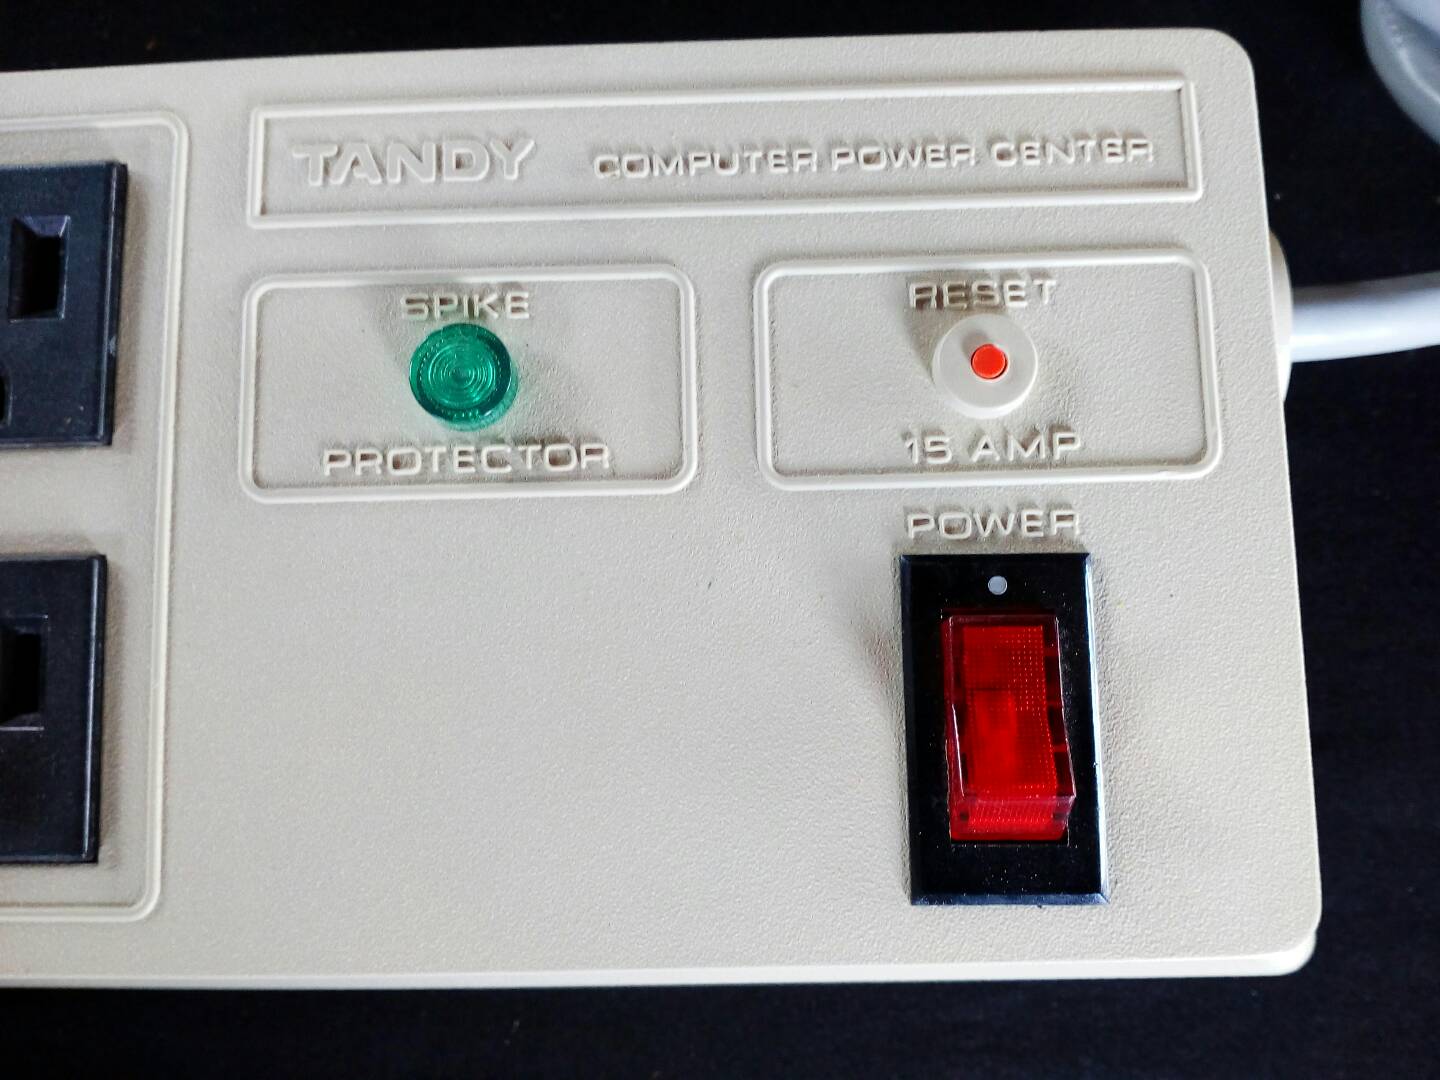 TANDY COMPUTER POWER CENTER
SPIKE
PROTECTOR
RESET
15 AMP
POWER